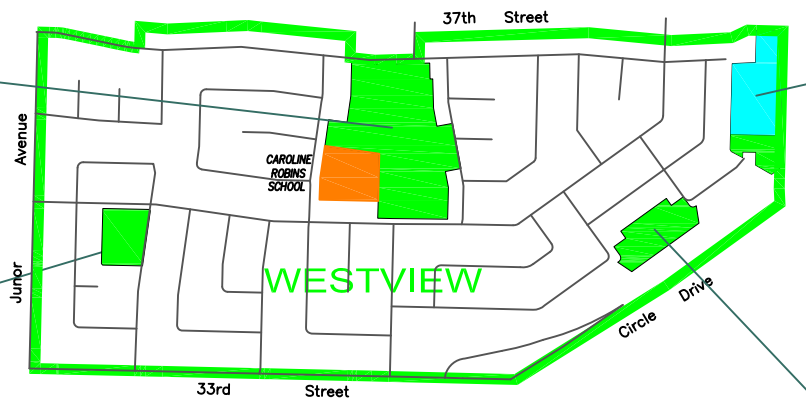 37th Street
Avenue
CAROLINE
ROBINS
SCHOOL
WESTVIEW
Junor
Circle Drive
33rd Street